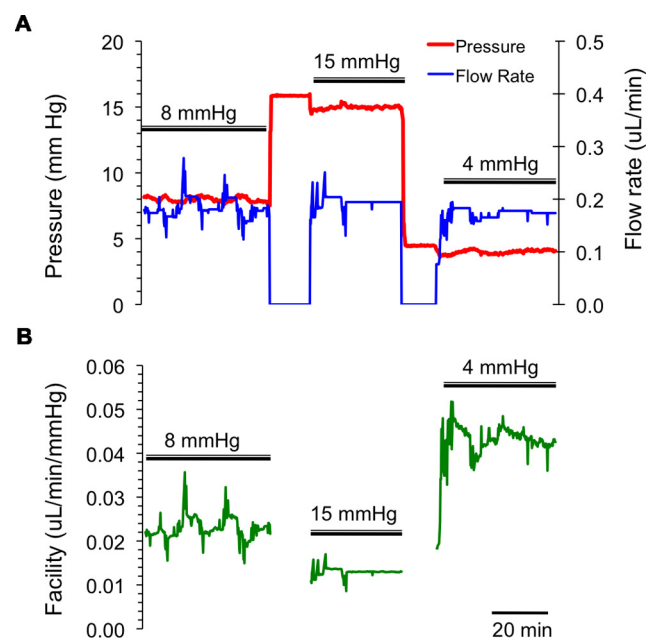 A
Pressure (mm Hg)
20
15
10
5
0
8 mmHg
15 mmHg
4 mmHg
Pressure
Flow Rate
0.5
0.4
0.3
0.2
0.1
0.0
Flow rate (uL/min)
B
Facility (uL/min/mmHg)
0.06
0.05
0.04
0.03
0.02
0.01
0.00
8 mmHg
15 mmHg
4 mmHg
20 min